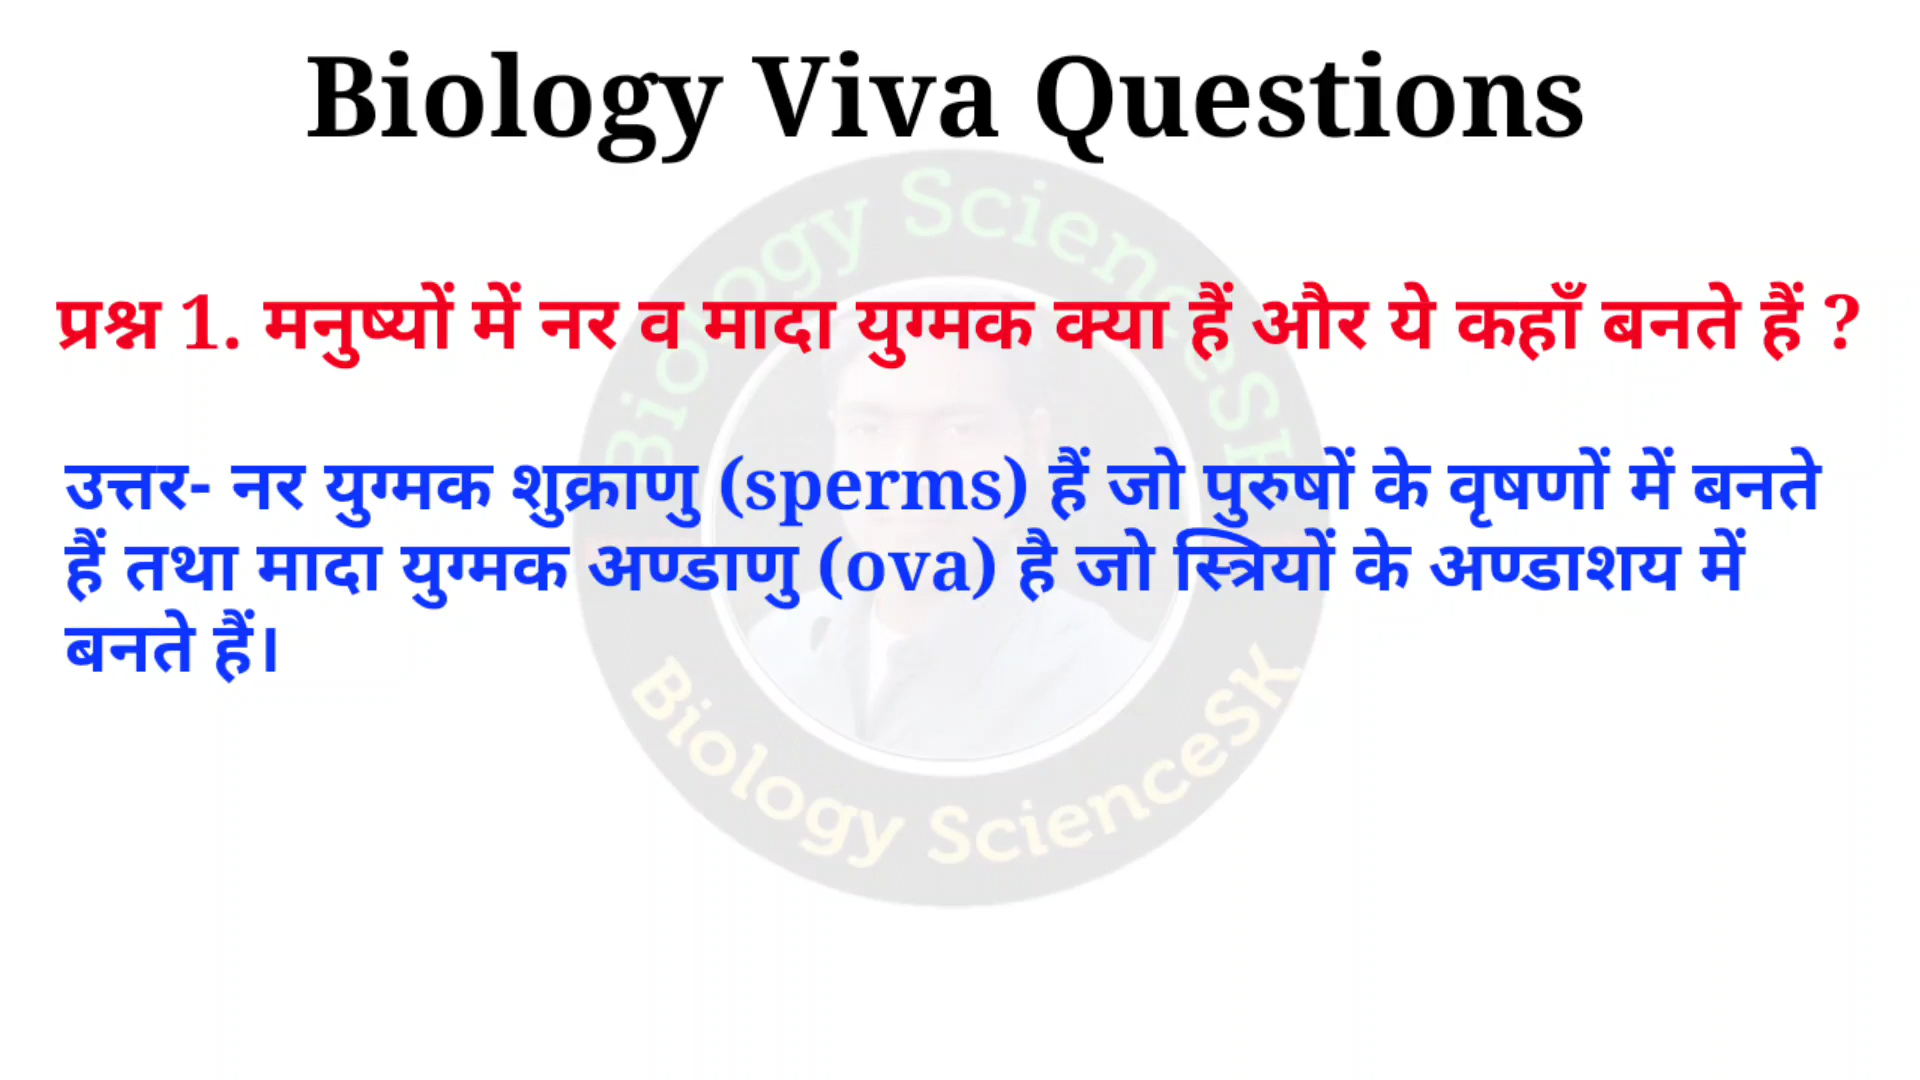 Biology Viva Questions
Biology ScienceSK
प्रश्न 1. मनुष्यों में नर व मादा युग्मक क्या हैं और ये कहाँ बनते हैं ?
उत्तर- नर युग्मक शुक्राणु (sperms) हैं जो पुरुषों के वृषणों में बनते
हैं तथा मादा युग्मक अण्डाणु (ova) है जो स्त्रियों के अण्डाशय में
बनते हैं।
Biology ScienceSK